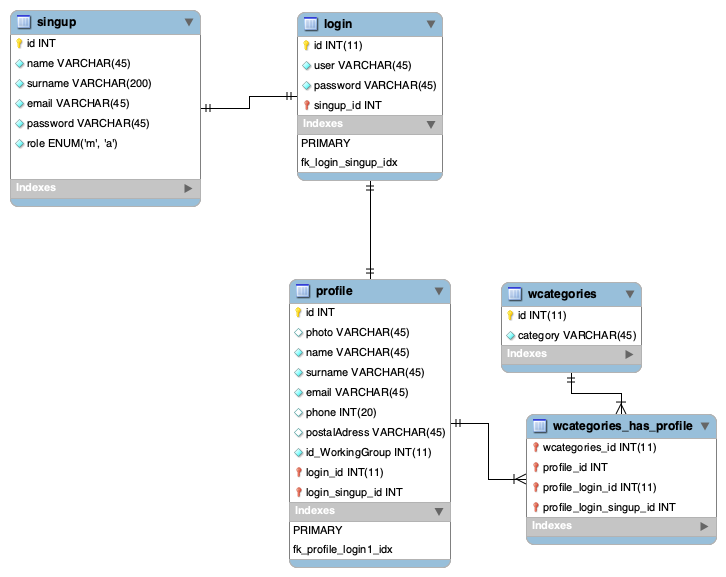 singup
id INT
name VARCHAR(45)
surname VARCHAR(200)
email VARCHAR(45)
password VARCHAR(45)
role ENUM('m', 'a')
Indexes
login
id INT(11)
user VARCHAR(45)
password VARCHAR(45)
singup_id INT
Indexes
PRIMARY
fk_login_singup_idx
profile
id INT
photo VARCHAR(45)
name VARCHAR(45)
surname VARCHAR(45)
email VARCHAR(45)
phone INT(20)
postalAdress VARCHAR(45)
id_WorkingGroup INT(11)
login_id INT(11)
login_singup_id INT
Indexes
PRIMARY
fk_profile_login1_idx
wcategories
id INT(11)
category VARCHAR(45)
Indexes
wcategories_has_profile
wcategories_id INT(11)
profile_id INT
profile_login_id INT(11)
profile_login_singup_id INT
Indexes